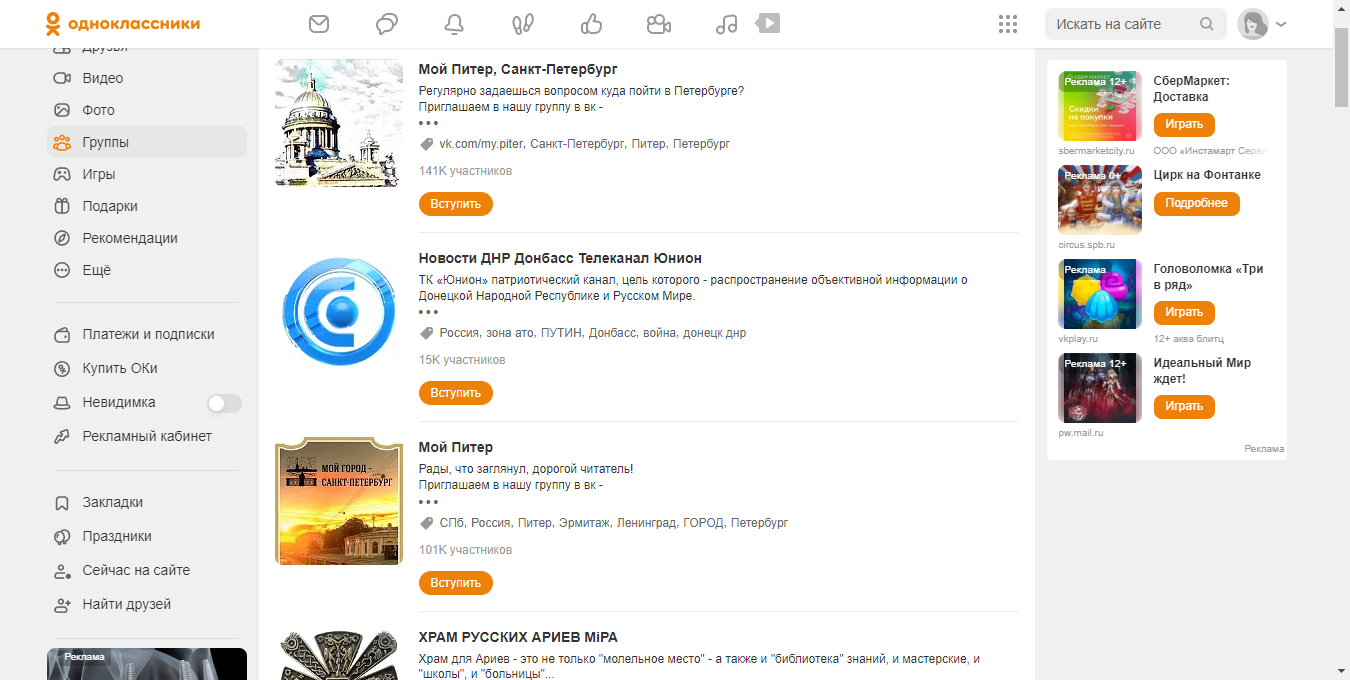 одноклассники
Искать на сайте
Друзья
Видео
Фото
Группы
Игры
Подарки
Рекомендации
Ещё
Платежи и подписки
Купить ОКи
Невидимка
Рекламный кабинет
Закладки
Праздники
Сейчас на сайте
Найти друзей
Реклама
Мой Питер, Санкт-Петербург
Регулярно задаешься вопросом куда пойти в Петербурге?
Приглашаем в нашу группу в вк -
•••
vk.com/my.piter, Санкт-Петербург, Питер, Петербург
141K участников
Вступить
Новости ДНР Донбасс Телеканал Юнион
ТК «Юнион» патриотический канал, цель которого - распространение объективной информации о
Донецкой Народной Республике и Русском Мире.
•••
Россия, зона ато, ПУТИН, Донбасс, война, донецк днр
15K участников
Вступить
МОЙ ГОРОД -
САНКТ-ПЕТЕРБУРГ
Мой Питер
Рады, что заглянул, дорогой читатель!
Приглашаем в нашу группу в вк -
•••
СПб, Россия, Питер, Эрмитаж, Ленинград, ГОРОД, Петербург
101K участников
Вступить
ХРАМ РУССКИХ АРИЕВ МіРА
Храм для Ариев - это не только "молельное место" - а также и "библиотека" знаний, и мастерские, и
"школы", и "больницы"...
Реклама 12+
Скидки
на покупки
sbermarketcity.ru
СберМаркет:
Доставка
Играть
ООО «Инстамарт Серви
Реклама 0+
circus.spb.ru
Цирк на Фонтанке
Подробнее
Реклама
vkplay.ru
Головоломка «Три
в ряд»
Играть
12+ аква блитц
Реклама 12+
pw.mail.ru
Идеальный Мир
ждет!
Играть
Реклама